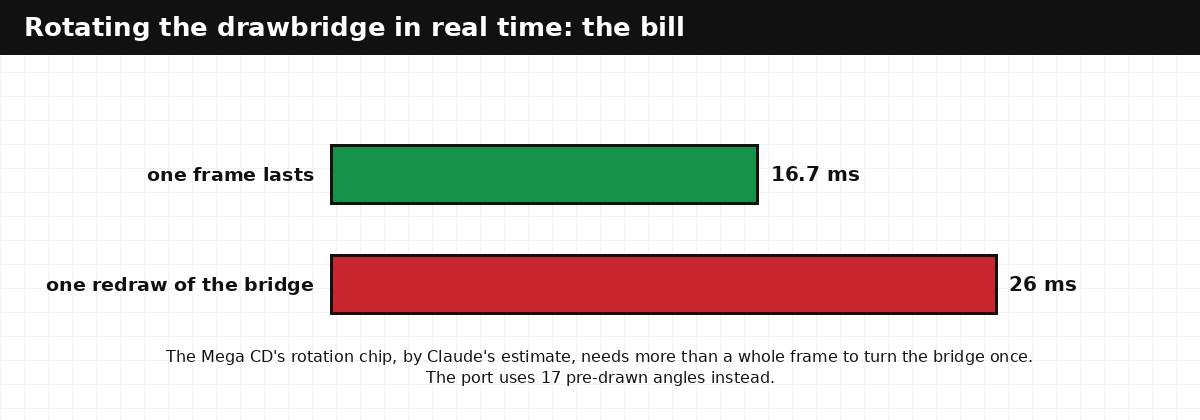 Rotating the drawbridge in real time: the bill
one frame lasts
16.7 ms
one redraw of the bridge
26 ms
The Mega CD's rotation chip, by Claude's estimate, needs more than a whole frame to turn the bridge once.
The port uses 17 pre-drawn angles instead.